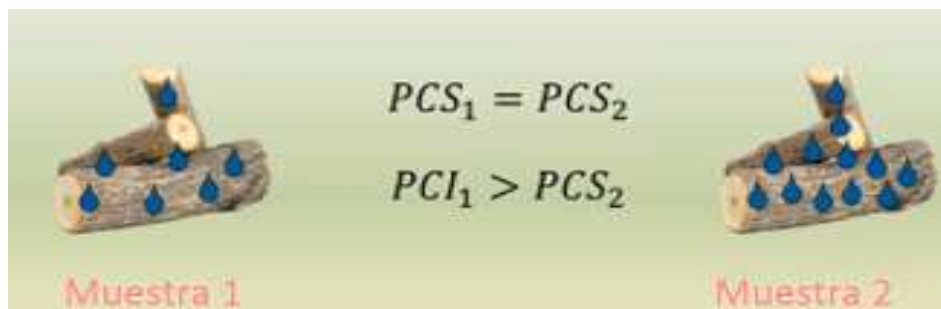 PCS₁ = PCS₂
PCI₁ > PCS₂
Muestra 1
Muestra 2